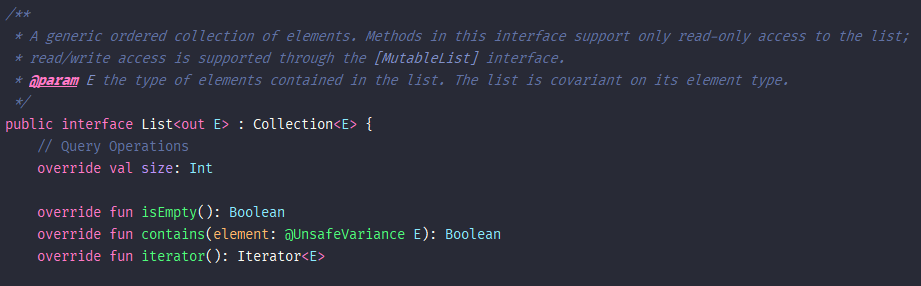 /**
 * A generic ordered collection of elements. Methods in this interface support only read-only access to the list;
 * read/write access is supported through the [MutableList] interface.
 * @param E the type of elements contained in the list. The list is covariant on its element type.
 */
public interface List<out E> : Collection<E> {
    // Query Operations
    override val size: Int

    override fun isEmpty(): Boolean
    override fun contains(element: @UnsafeVariance E): Boolean
    override fun iterator(): Iterator<E>